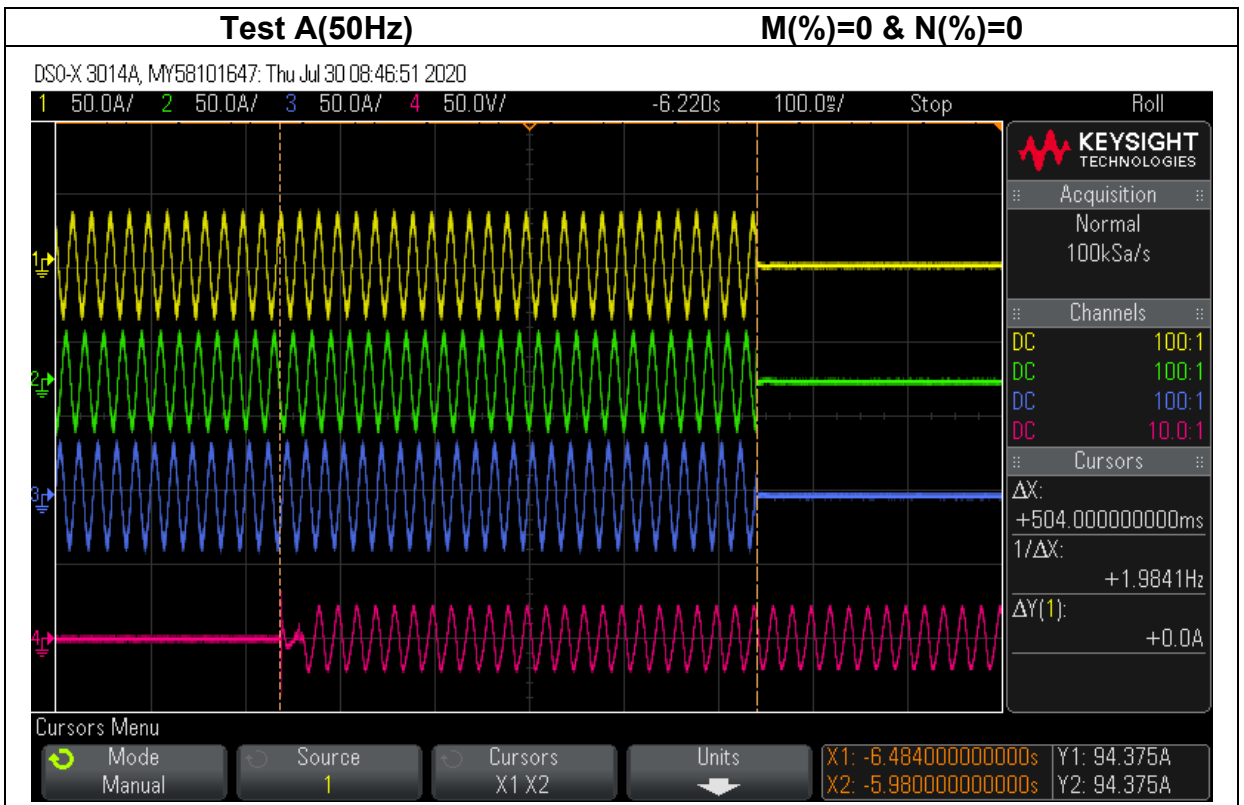 Test A(50Hz) M(%)=0 & N(%)=0
DSO-X 3014A, MY58101647: Thu Jul 30 08:46:51 2020
1 50.0A/ 2 50.0A/ 3 50.0A/ 4 50.0V/ -6.220s 100.0ms/ Stop Roll
KEYSIGHT
TECHNOLOGIES
Acquisition
Normal
100kSa/s
Channels
DC 100:1
DC 100:1
DC 100:1
DC 10.0:1
Cursors
ΔX:
+504.000000000ms
1/ΔX:
+1.9841Hz
ΔY(1):
+0.0A
1
2
3
4
Cursors Menu
Mode
Manual
Source
1
Cursors
X1 X2
Units
X1: -6.484000000000s Y1: 94.375A
X2: -5.980000000000s Y2: 94.375A